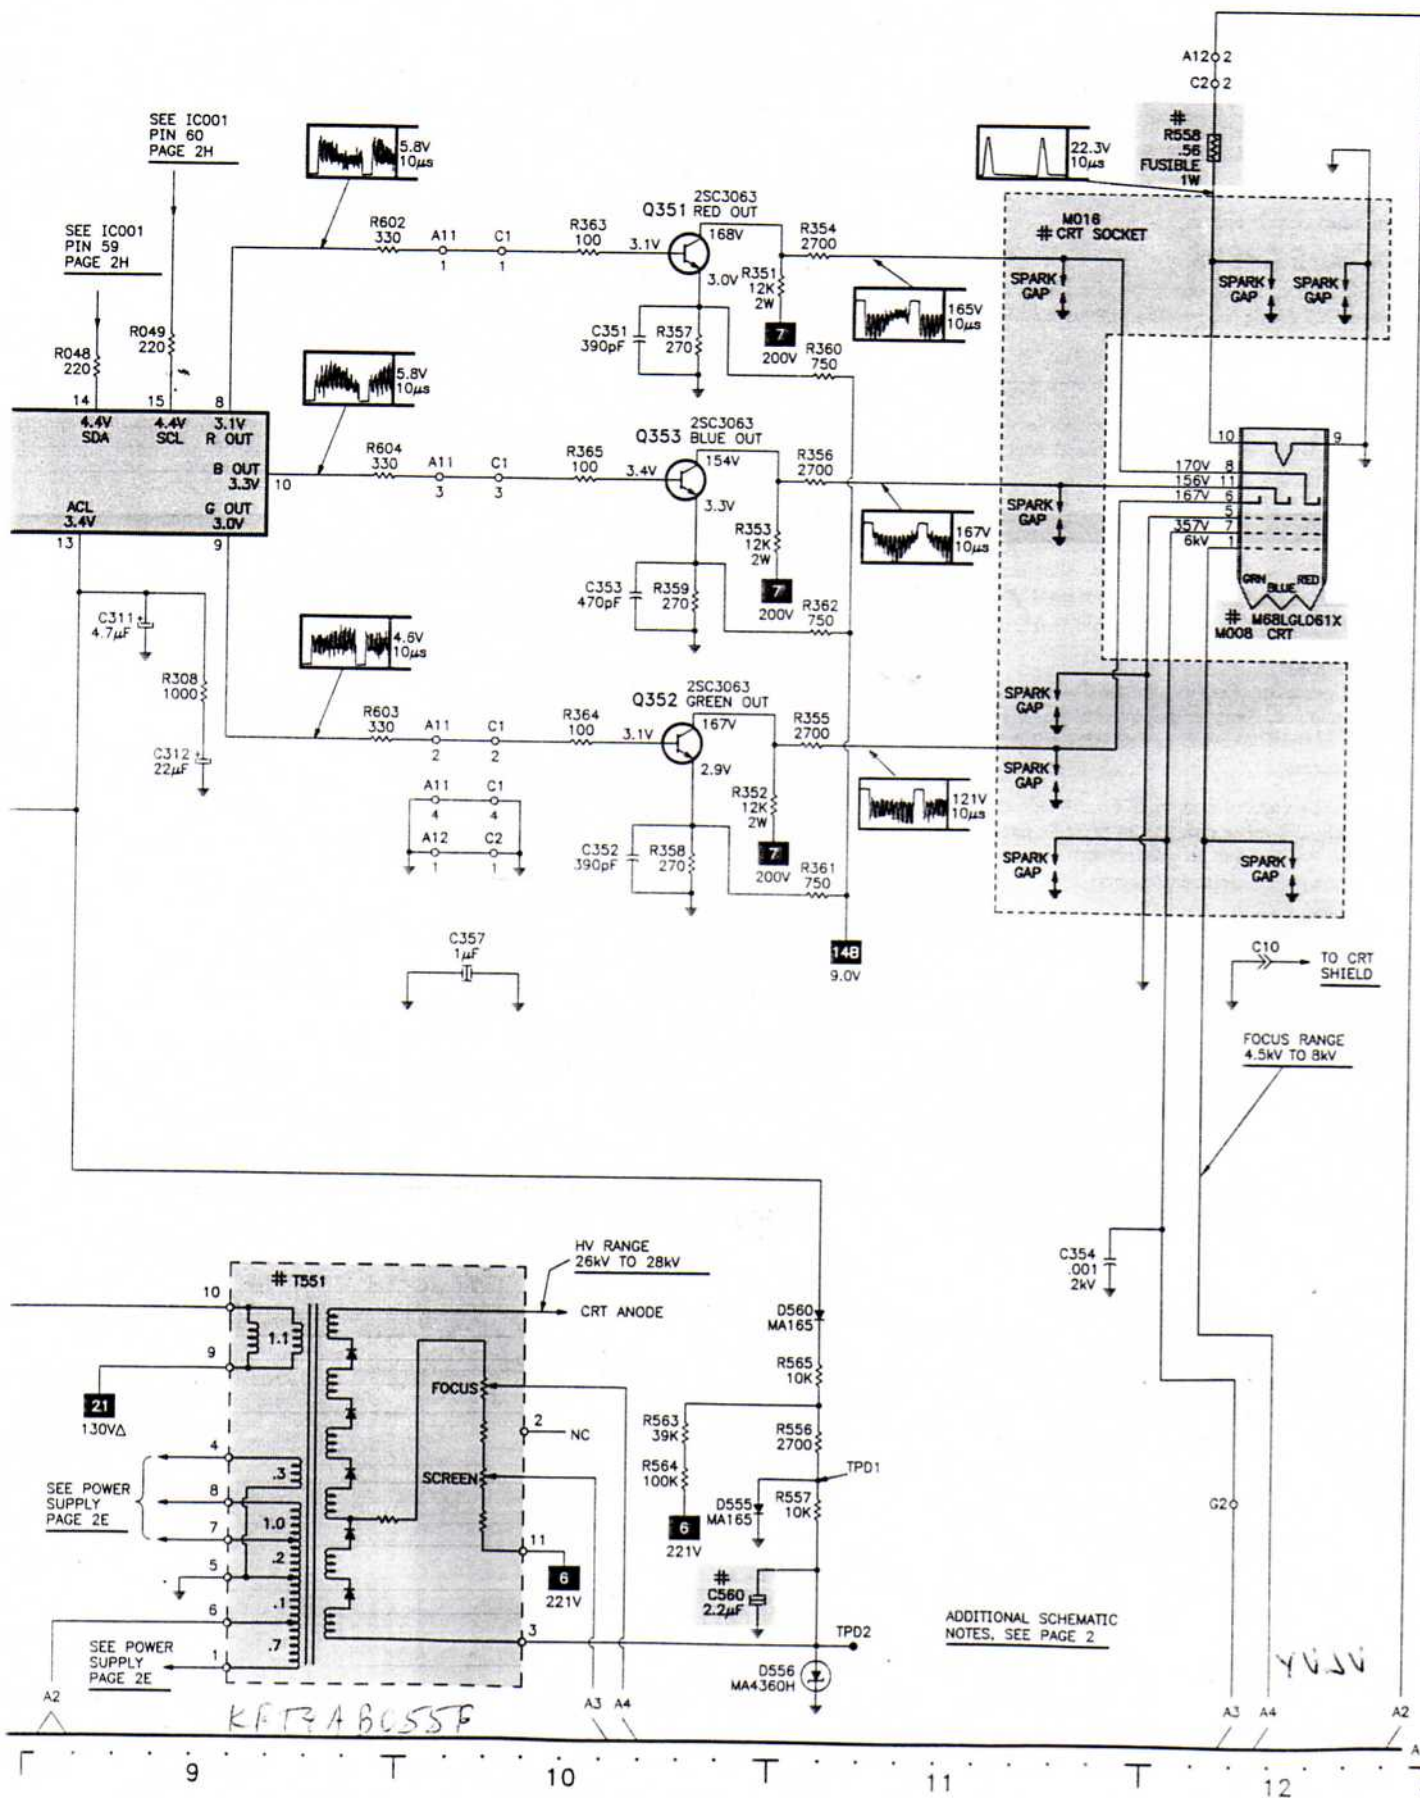 A12 2
C2 2
#
R558
.56
FUSIBLE
1W
SEE IC001
PIN 60
PAGE 2H
5.8V
10µs
22.3V
10µs
SEE IC001
PIN 59
PAGE 2H
R602
330
A11
1
C1
1
R363
100
3.1V
Q351
2SC3063
RED OUT
168V
3.0V
R351
12K
2W
7
200V
R354
2700
165V
10µs
M016
# CRT SOCKET
SPARK
GAP
SPARK
GAP
SPARK
GAP
R048
220
R049
220
C351
390pF
R357
270
R360
750
5.8V
10µs
14
4.4V
SDA
15
4.4V
SCL
8
3.1V
R OUT
B OUT
3.3V
10
ACL
3.4V
13
G OUT
3.0V
9
R604
330
A11
3
C1
3
R365
100
3.4V
Q353
2SC3063
BLUE OUT
154V
3.3V
R353
12K
2W
7
200V
R356
2700
167V
10µs
SPARK
GAP
10
9
170V 8
156V 11
167V 6
5
357V 7
6kV 1
GRN
BLUE
RED
# M68LGL061X
M008 CRT
C353
470pF
R359
270
R362
750
C311
4.7µF
+
R308
1000
C312
22µF
+
4.6V
10µs
R603
330
A11
2
C1
2
R364
100
3.1V
Q352
2SC3063
GREEN OUT
167V
2.9V
R352
12K
2W
7
200V
R355
2700
121V
10µs
SPARK
GAP
SPARK
GAP
SPARK
GAP
SPARK
GAP
A11
4
C1
4
A12
1
C2
1
C352
390pF
R358
270
R361
750
14B
9.0V
C357
1µF
C10
TO CRT
SHIELD
FOCUS RANGE
4.5kV TO 8kV
HV RANGE
26kV TO 28kV
CRT ANODE
C354
.001
2kV
# T551
10
9
1.1
21
130V△
4
.3
SEE POWER
SUPPLY
PAGE 2E
8
1.0
7
.2
5
.1
6
.7
1
SEE POWER
SUPPLY
PAGE 2E
FOCUS
SCREEN
2
NC
11
6
221V
3
D560
MA165
R565
10K
R563
39K
R564
100K
6
221V
R556
2700
TPD1
D555
MA165
R557
10K
#
C560
2.2µF
TPD2
D556
MA4360H
G2
ADDITIONAL SCHEMATIC
NOTES, SEE PAGE 2
A2
A3
A4
A3
A4
A2
A
9
10
11
12